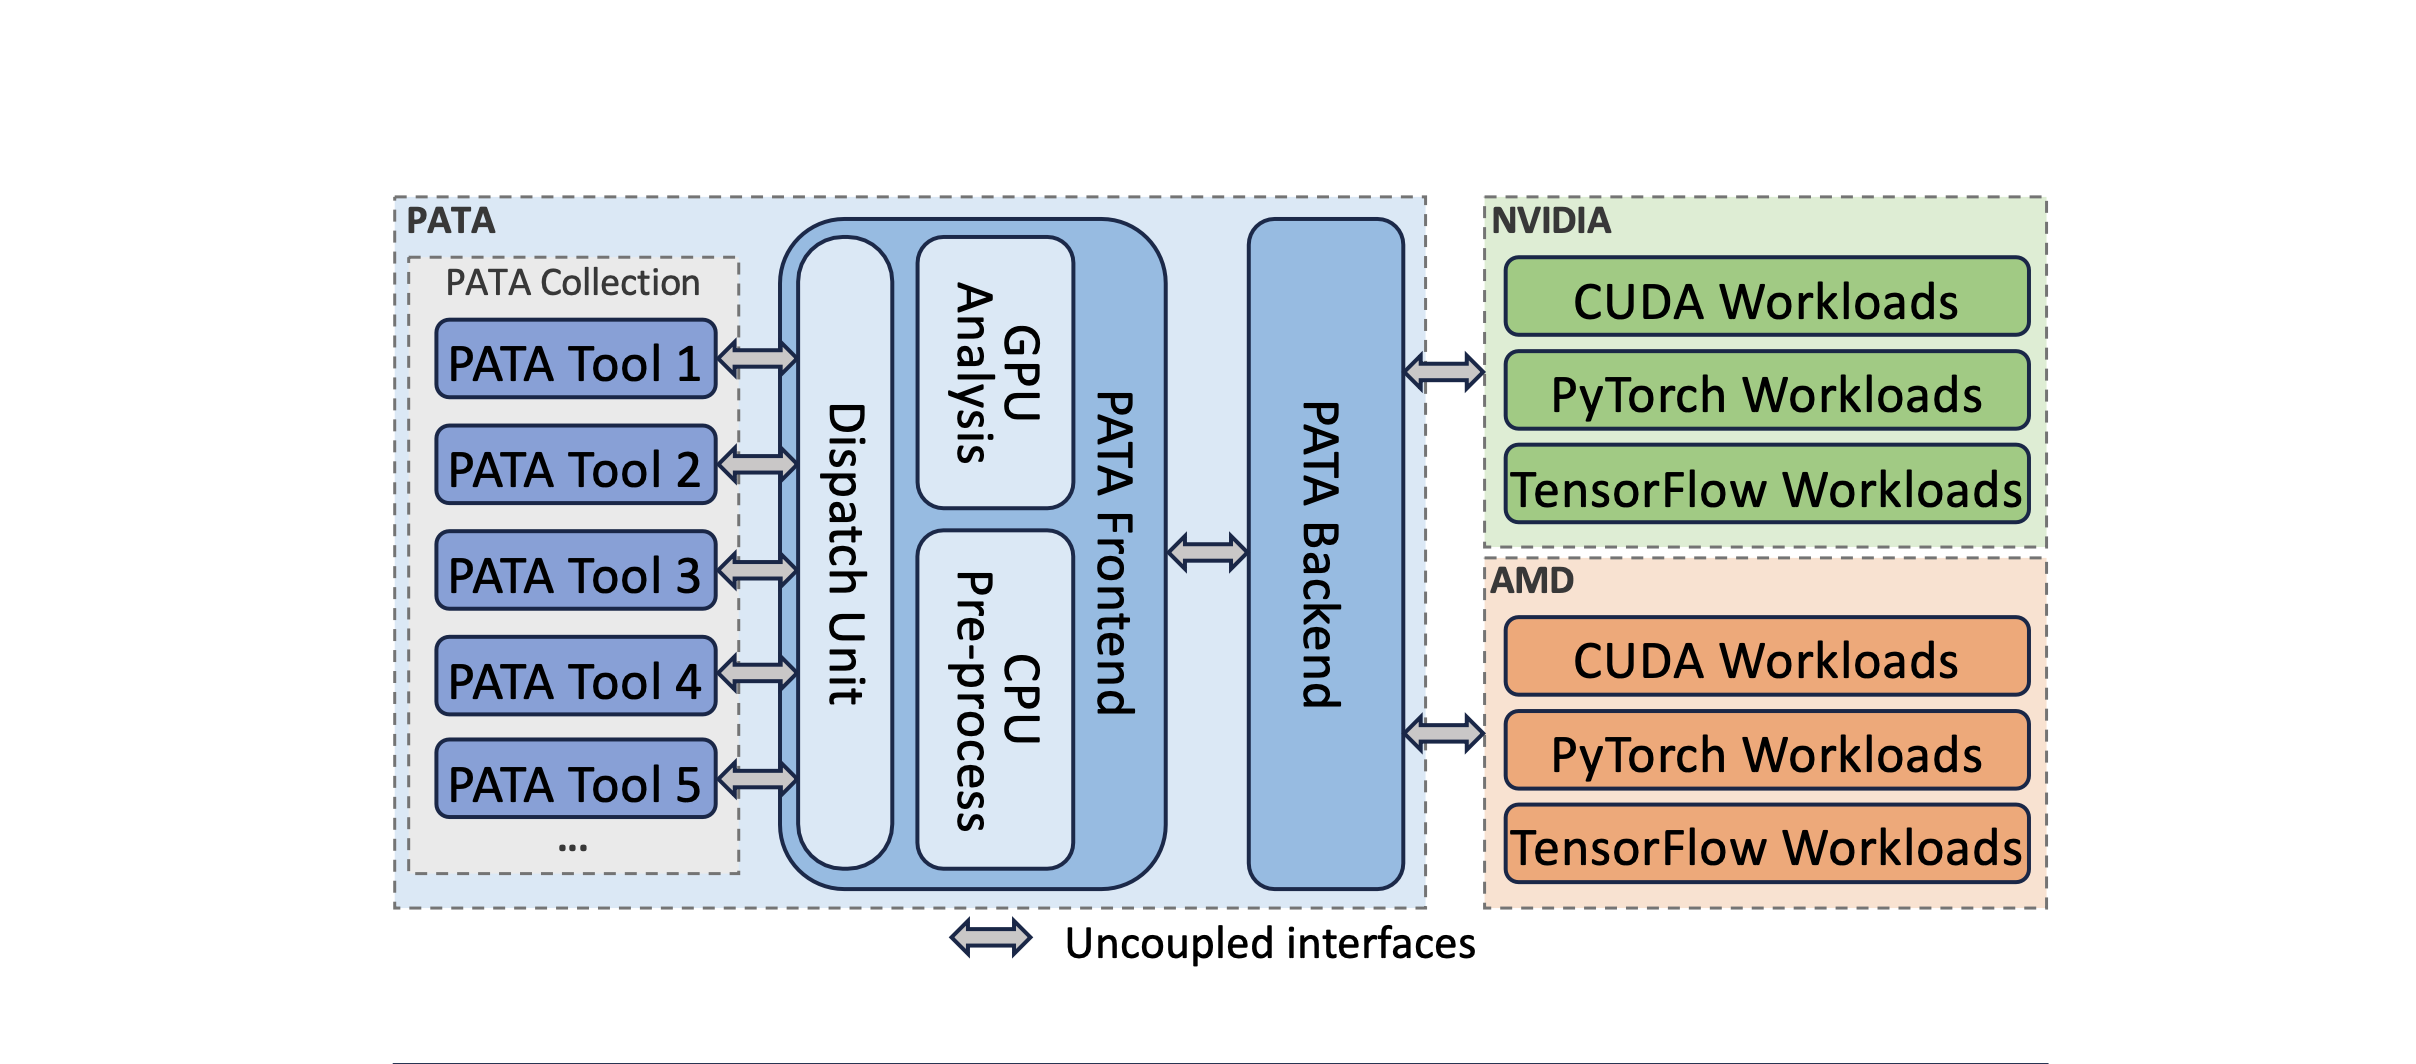 PATA
PATA Collection
PATA Tool 1
PATA Tool 2
PATA Tool 3
PATA Tool 4
PATA Tool 5
...
Dispatch Unit
GPU
Analysis
CPU
Pre-process
PATA Frontend
PATA Backend
NVIDIA
CUDA Workloads
PyTorch Workloads
TensorFlow Workloads
AMD
CUDA Workloads
PyTorch Workloads
TensorFlow Workloads
Uncoupled interfaces